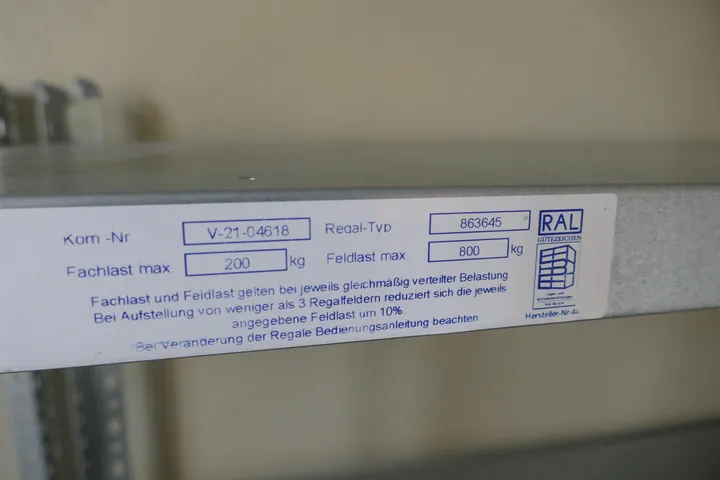 Kom -Nr V-21-04618 Regal-Typ 863645
Fachlast max 200 kg Feldlast max 800 kg
Fachlast und Feldlast gelten bei jeweils gleichmäßig verteilter Belastung
Bei Aufstellung von weniger als 3 Regalfeldern reduziert sich die jeweils
angegebene Feldlast um 10%
Bei Veränderung der Regale Bedienungsanleitung beachten
RAL
GÜTEZEICHEN
Hersteller-Nr